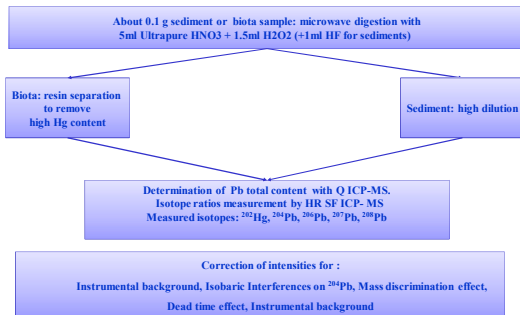 About 0.1 g sediment or biota sample: microwave digestion with
5ml Ultrapure HNO3 + 1.5ml H2O2 (+1ml HF for sediments)
Biota: resin separation
to remove
high Hg content
Sediment: high dilution
Determination of Pb total content with Q ICP-MS.
Isotope ratios measurement by HR SF ICP- MS
Measured isotopes: ²⁰²Hg, ²⁰⁴Pb, ²⁰⁶Pb, ²⁰⁷Pb, ²⁰⁸Pb
Correction of intensities for :
Instrumental background, Isobaric Interferences on ²⁰⁴Pb, Mass discrimination effect,
Dead time effect, Instrumental background